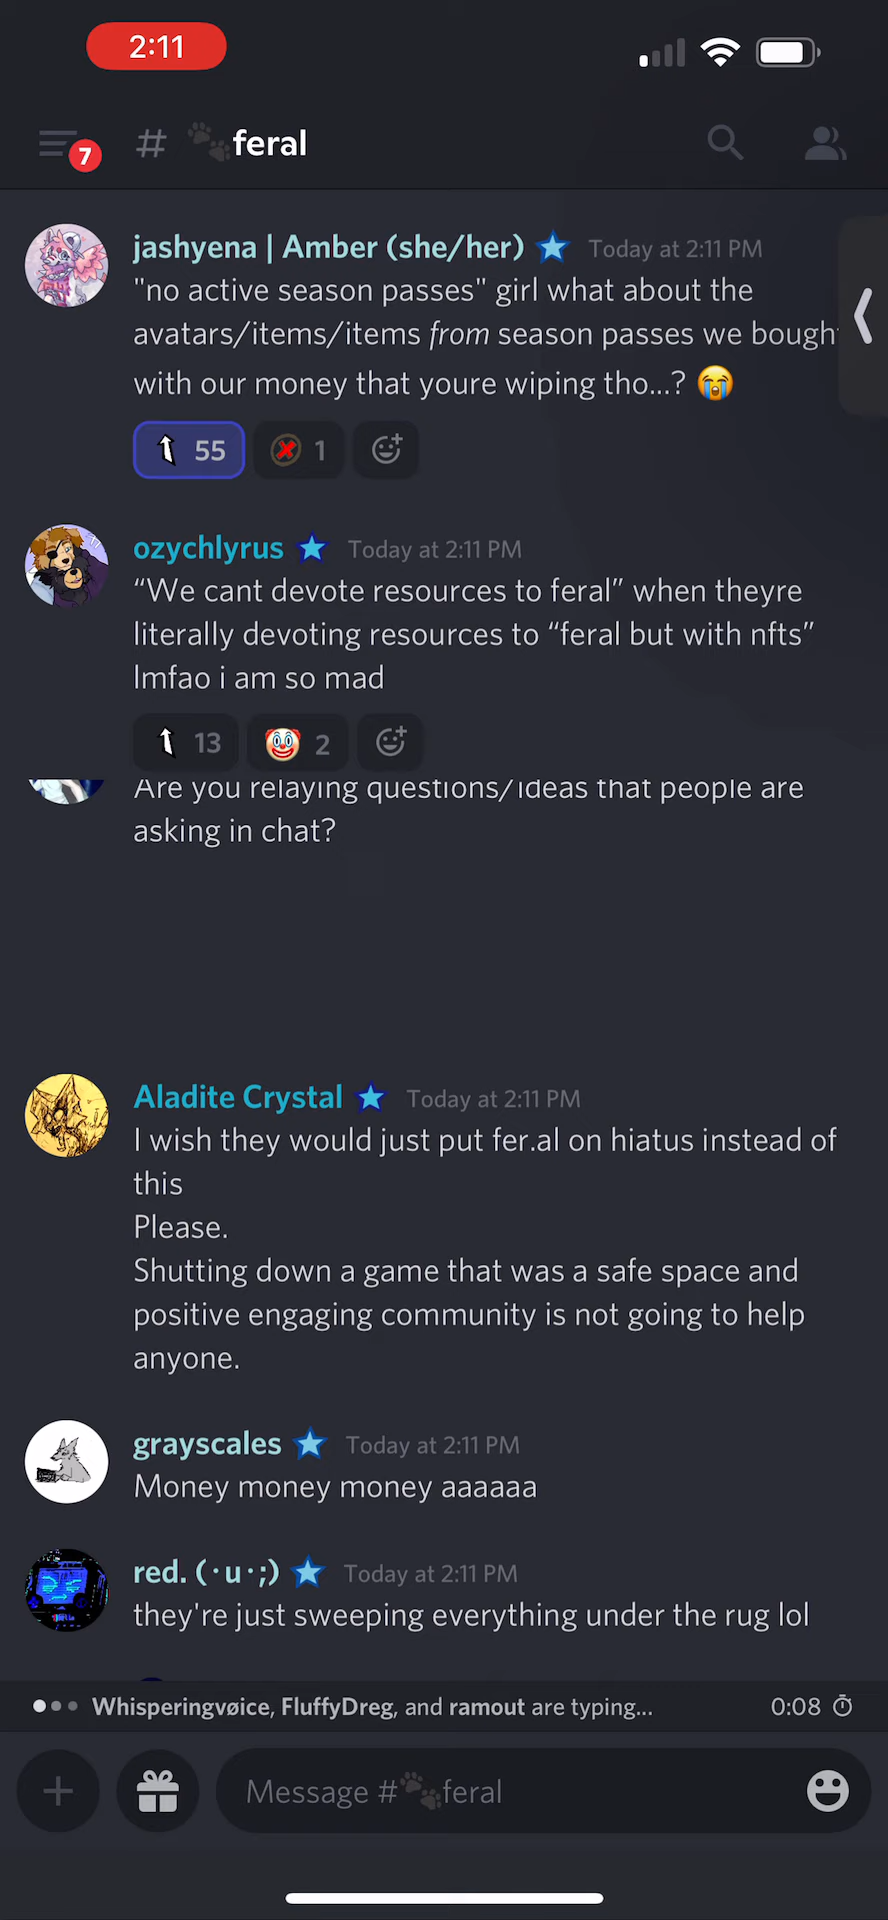 2:11
7
# 🐾feral
jashyena | Amber (she/her) Today at 2:11 PM
"no active season passes" girl what about the
avatars/items/items from season passes we bough
with our money that youre wiping tho...? 😭
55 1
ozychlyrus Today at 2:11 PM
“We cant devote resources to feral” when theyre
literally devoting resources to “feral but with nfts”
lmfao i am so mad
13 🤡 2
Are you relaying questions/ideas that people are
asking in chat?
Aladite Crystal Today at 2:11 PM
I wish they would just put fer.al on hiatus instead of
this
Please.
Shutting down a game that was a safe space and
positive engaging community is not going to help
anyone.
grayscales Today at 2:11 PM
Money money money aaaaaa
red. (·u·;) Today at 2:11 PM
they're just sweeping everything under the rug lol
Whisperingvøice, FluffyDreg, and ramout are typing... 0:08
Message #🐾feral